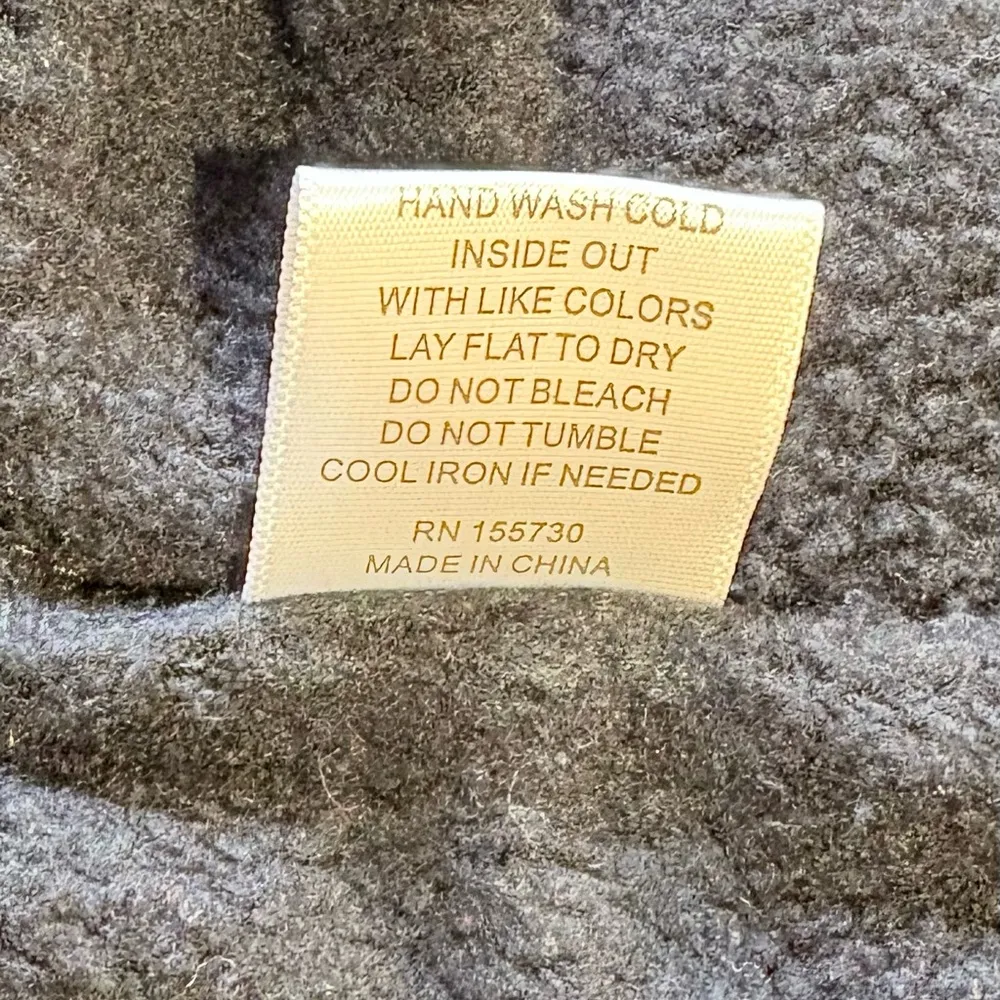 HAND WASH COLD
INSIDE OUT
WITH LIKE COLORS
LAY FLAT TO DRY
DO NOT BLEACH
DO NOT TUMBLE
COOL IRON IF NEEDED
RN 155730
MADE IN CHINA